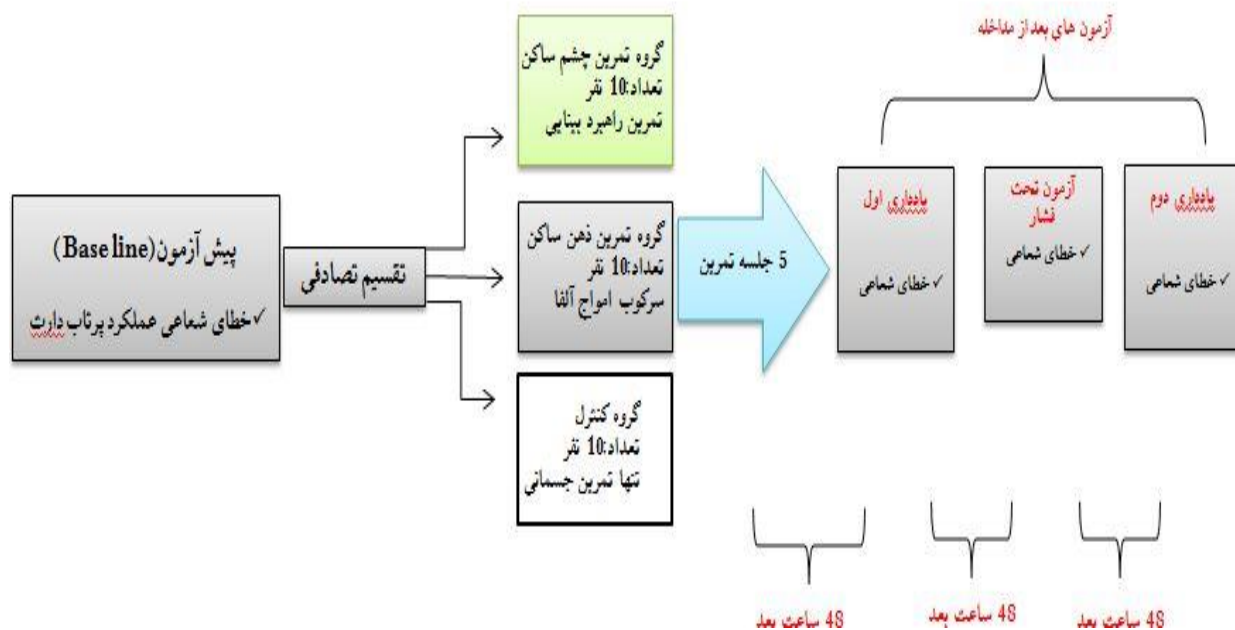 پیش آزمون(Base line)
✓ خطای شعاعی عملکرد پرتاب دارت
تقسیم تصادفی
گروه تمرین چشم ساکن
تعداد:10 نفر
تمرین راهبرد بینایی
گروه تمرین ذهن ساکن
تعداد:10 نفر
سرکوب امواج آلفا
گروه کنترل
تعداد:10 نفر
تنها تمرین جسمانی
5 جلسه تمرین
آزمون های بعد از مداخله
یادداری اول
✓ خطای شعاعی
آزمون تحت
فشار
✓ خطای شعاعی
یادداری دوم
✓ خطای شعاعی
48 ساعت بعد
48 ساعت بعد
48 ساعت بعد